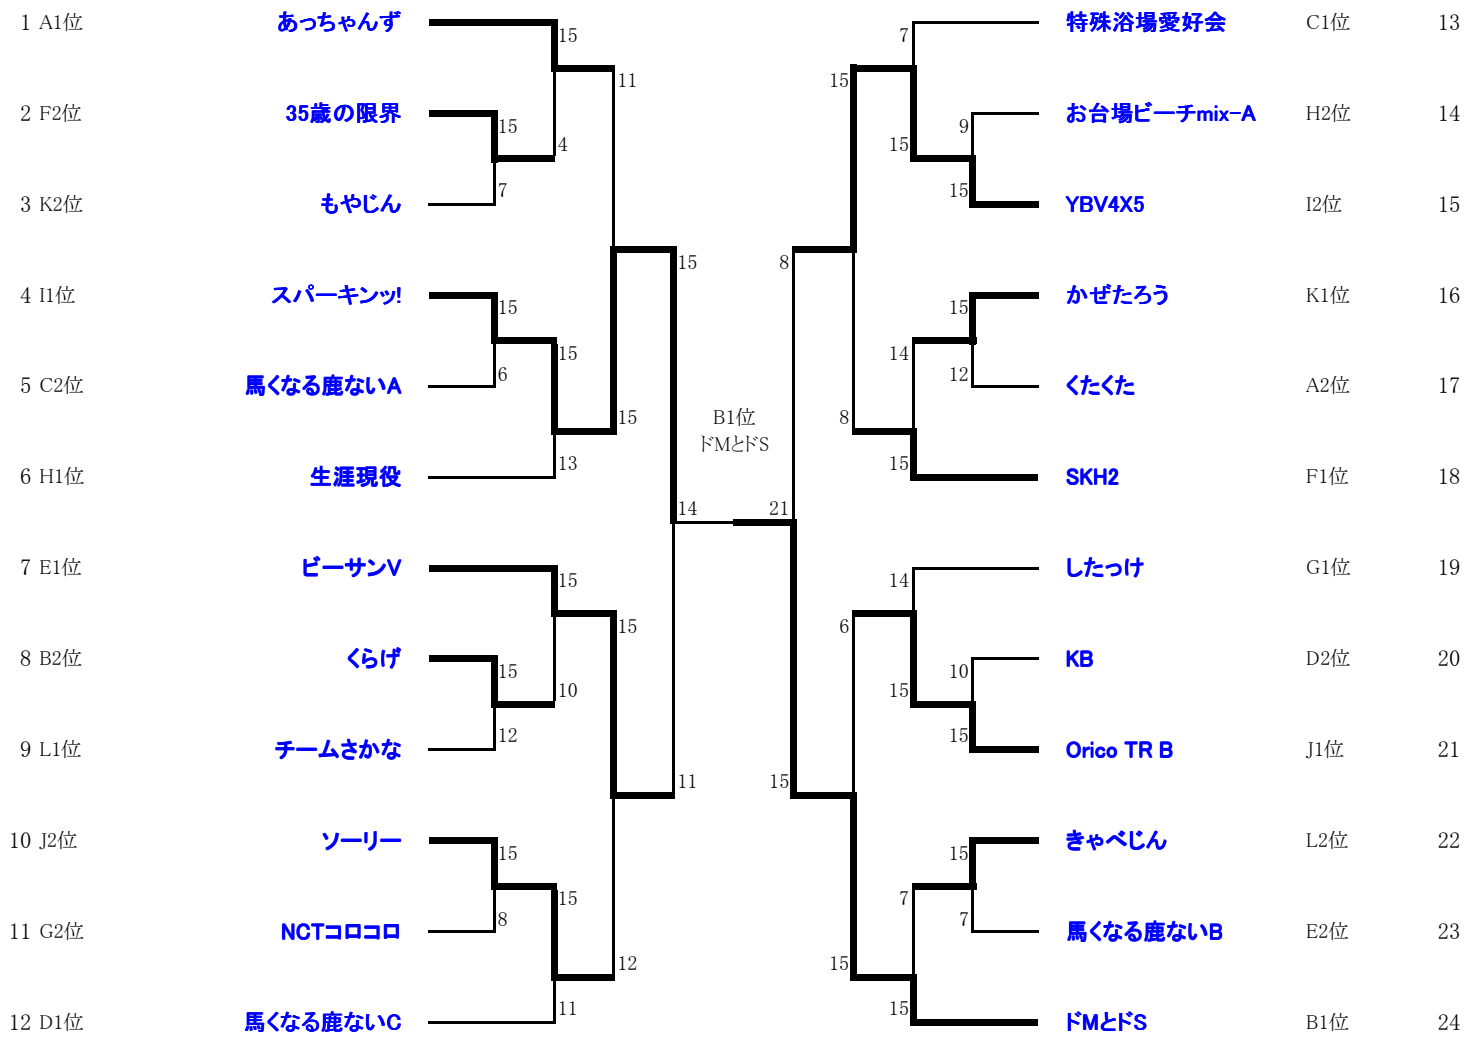 1 A1位 あっちゃんず 15 7 特殊浴場愛好会 C1位 13
11 15
2 F2位 35歳の限界 15 4 15 9 お台場ビーチmix-A H2位 14
3 K2位 もやじん 7 15 YBV4X5 I2位 15
15 8
4 I1位 スパーキンッ! 15 15 かぜたろう K1位 16
15 14
5 C2位 馬くなる鹿ないA 6 12 くたくた A2位 17
15 B1位 8
ドMとドS
6 H1位 生涯現役 13 15 SKH2 F1位 18
14 21
7 E1位 ビーサンV 15 14 したっけ G1位 19
15 6
8 B2位 くらげ 15 10 15 10 KB D2位 20
9 L1位 チームさかな 12 15 Orico TR B J1位 21
11 15
10 J2位 ソーリー 15 15 きゃべじん L2位 22
15 7
11 G2位 NCTコロコロ 8 7 馬くなる鹿ないB E2位 23
12 15
12 D1位 馬くなる鹿ないC 11 15 ドMとドS B1位 24